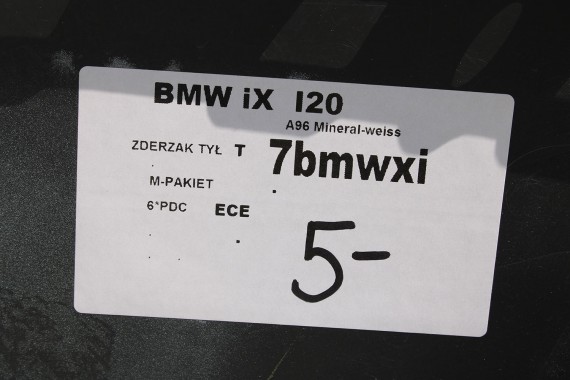 BMW iX I20
A96 Mineral-weiss
ZDERZAK TYŁ T 7bmwxi
M-PAKIET
6*PDC ECE
5-